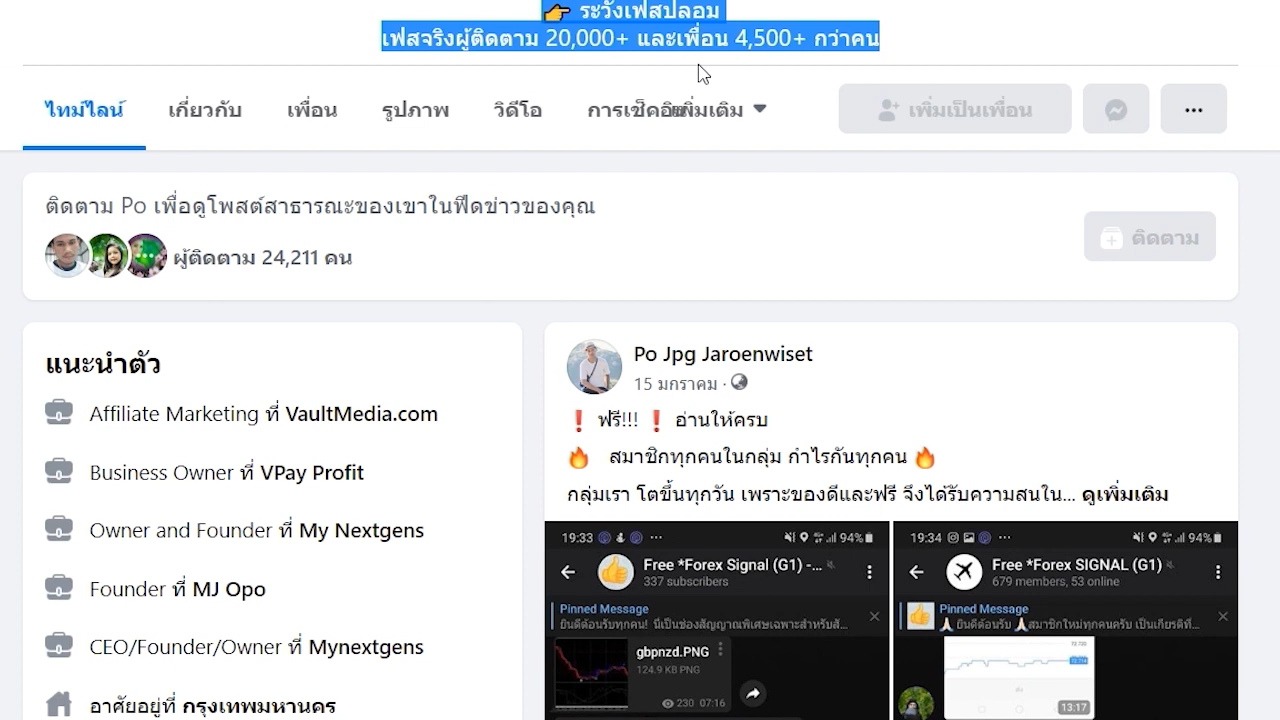 👉 ระวังเฟสปลอม
เฟสจริงผู้ติดตาม 20,000+ และเพื่อน 4,500+ กว่าคน
ไทม์ไลน์ เกี่ยวกับ เพื่อน รูปภาพ วิดีโอ การเช็คอิน เพิ่มเติม เพิ่มเป็นเพื่อน
ติดตาม Po เพื่อดูโพสต์สาธารณะของเขาในฟีดข่าวของคุณ
ผู้ติดตาม 24,211 คน
ติดตาม
แนะนำตัว
Affiliate Marketing ที่ VaultMedia.com
Business Owner ที่ VPay Profit
Owner and Founder ที่ My Nextgens
Founder ที่ MJ Opo
CEO/Founder/Owner ที่ Mynextgens
อาศัยอยู่ที่ กรุงเทพมหานคร
Po Jpg Jaroenwiset
15 มกราคม ·
❗ ฟรี!!! ❗ อ่านให้ครบ
🔥 สมาชิกทุกคนในกลุ่ม กำไรกันทุกคน 🔥
กลุ่มเรา โตขึ้นทุกวัน เพราะของดีและฟรี จึงได้รับความสนใน... ดูเพิ่มเติม
19:33 94%
Free *Forex Signal (G1) -...
337 subscribers
Pinned Message
ยินดีต้อนรับทุกคน! นี่เป็นช่องสัญญาณพิเศษเฉพาะสำหรับส้...
gbpnzd.PNG
124.9 KB PNG
230 07:16
19:34 94%
Free *Forex SIGNAL (G1)
679 members, 53 online
Pinned Message
🙏ยินดีต้อนรับ 🙏สมาชิกใหม่ทุกคนครับ เป็นเกียรติที่...
13:17